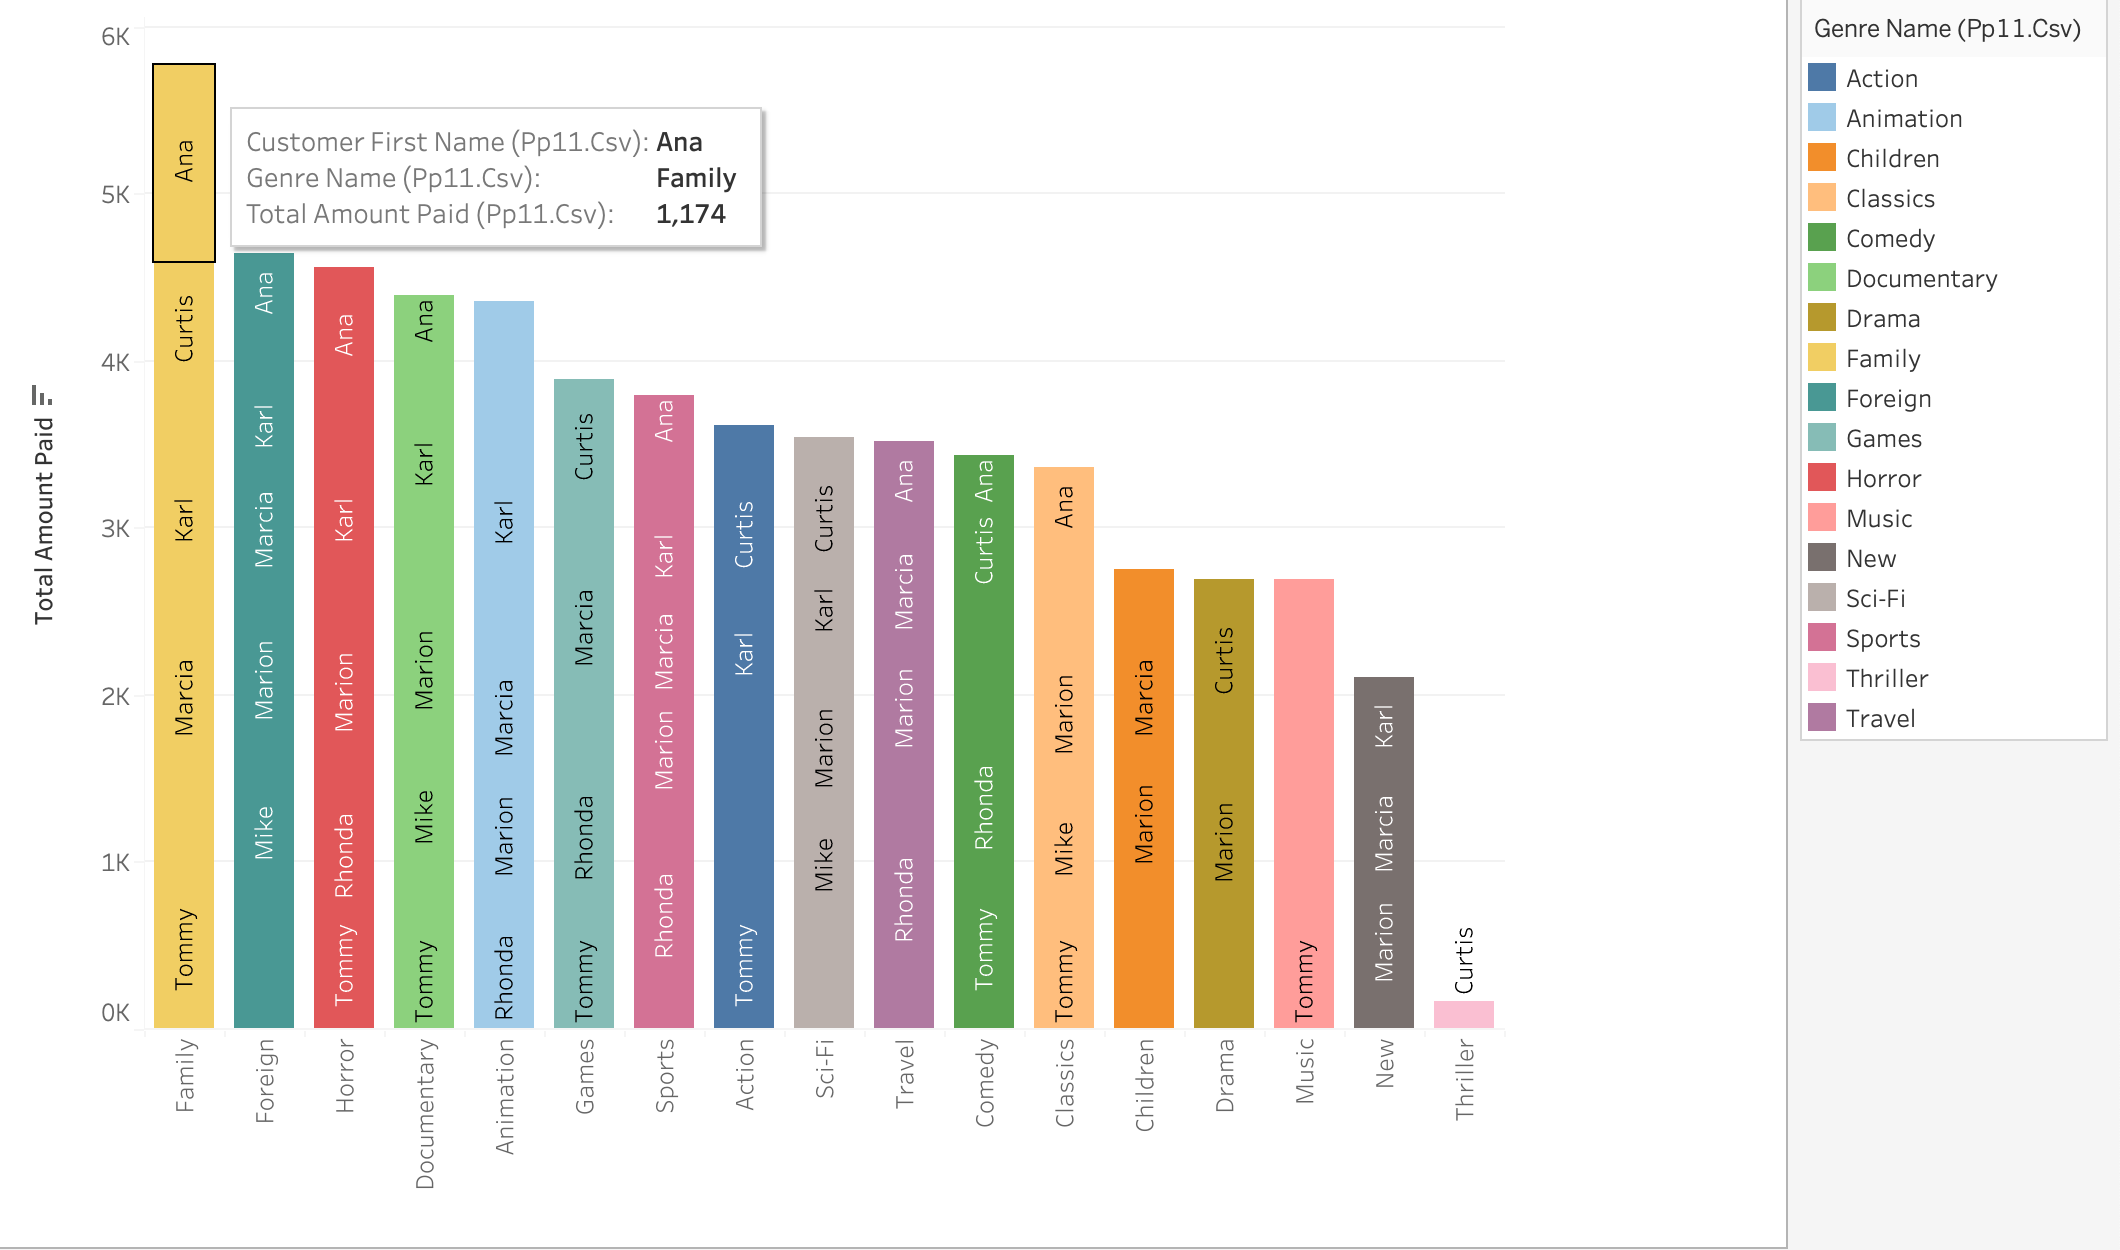 Total Amount Paid
6K
5K
4K
3K
2K
1K
0K
Customer First Name (Pp11.Csv): Ana
Genre Name (Pp11.Csv): Family
Total Amount Paid (Pp11.Csv): 1,174
Ana
Curtis
Karl
Marcia
Tommy
Ana
Karl
Marcia
Marion
Mike
Ana
Karl
Marion
Rhonda
Tommy
Ana
Karl
Marion
Mike
Tommy
Karl
Marcia
Marion
Rhonda
Curtis
Marcia
Rhonda
Tommy
Ana
Karl
Marcia
Marion
Rhonda
Curtis
Karl
Tommy
Curtis
Karl
Marion
Mike
Ana
Marcia
Marion
Rhonda
Ana
Curtis
Rhonda
Tommy
Ana
Marion
Mike
Tommy
Marcia
Marion
Curtis
Marion
Tommy
Karl
Marcia
Marion
Curtis
Family
Foreign
Horror
Documentary
Animation
Games
Sports
Action
Sci-Fi
Travel
Comedy
Classics
Children
Drama
Music
New
Thriller
Genre Name (Pp11.Csv)
Action
Animation
Children
Classics
Comedy
Documentary
Drama
Family
Foreign
Games
Horror
Music
New
Sci-Fi
Sports
Thriller
Travel